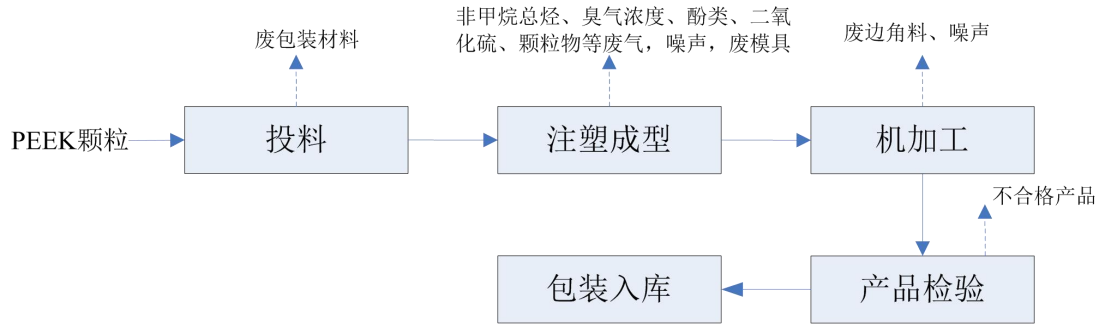 非甲烷总烃、臭气浓度、酚类、二氧
化硫、颗粒物等废气，噪声，废模具
废包装材料
废边角料、噪声
PEEK颗粒
投料
注塑成型
机加工
不合格产品
包装入库
产品检验